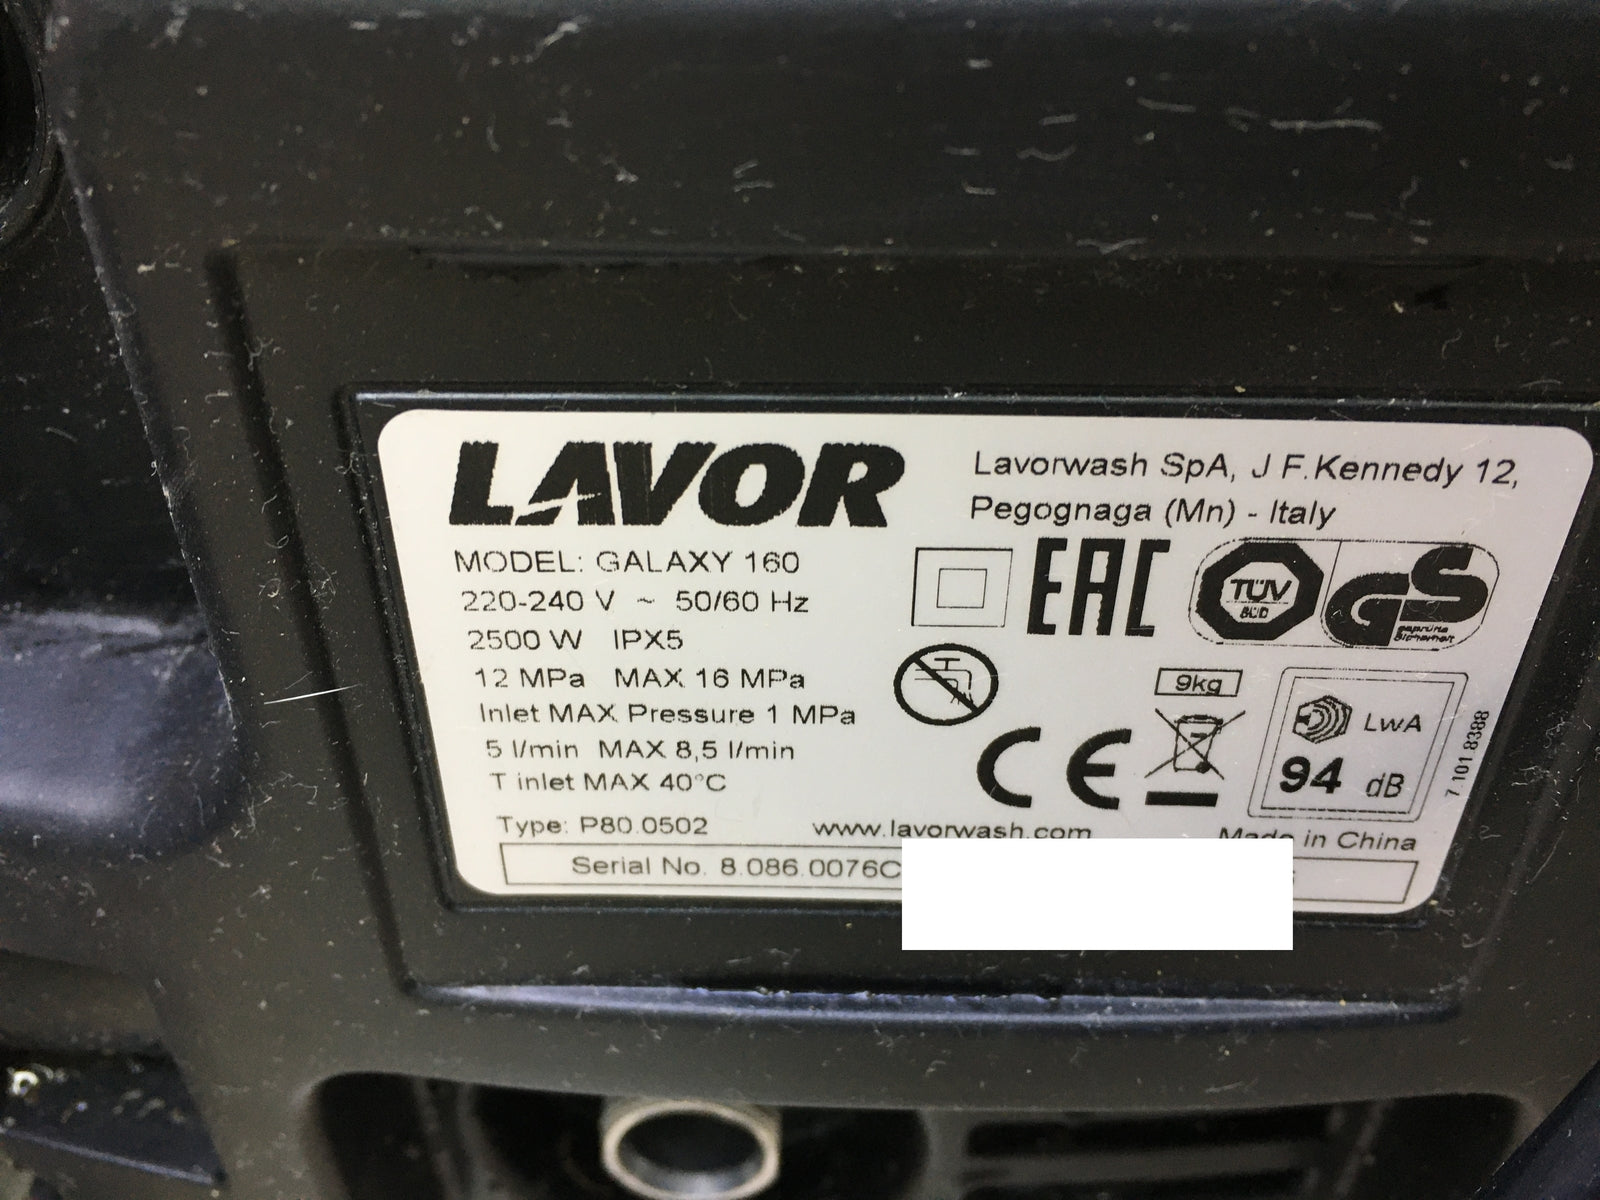 LAVOR
Lavorwash SpA, J F.Kennedy 12,
Pegognaga (Mn) - Italy
MODEL: GALAXY 160
220-240 V ~ 50/60 Hz
2500 W IPX5
12 MPa MAX 16 MPa
Inlet MAX Pressure 1 MPa
5 l/min MAX 8,5 l/min
T inlet MAX 40°C
EAC
TÜV
SÜD
GS
geprüfte
Sicherheit
9kg
CE
LwA
94 dB
7.101.8388
Type: P80.0502
www.lavorwash.com
Made in China
Serial No. 8.086.0076C